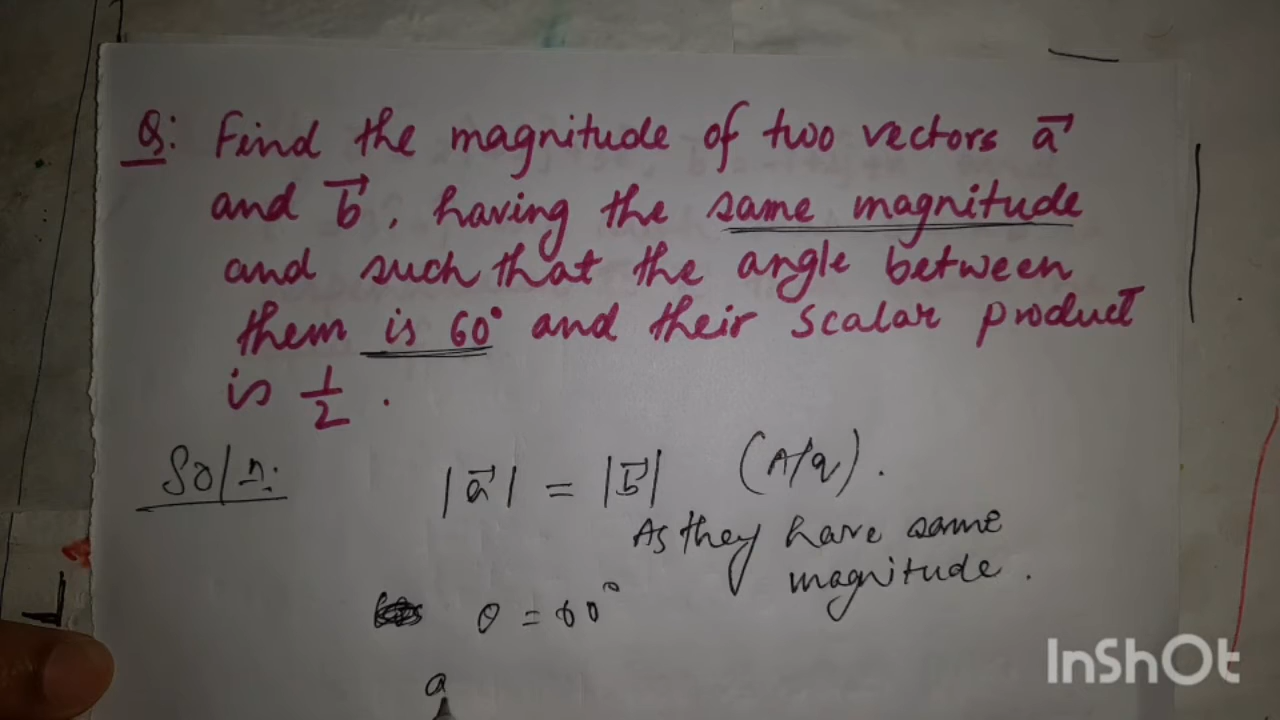 Q: Find the magnitude of two vectors a⃗
and b⃗, having the same magnitude
and such that the angle between
them is 60° and their scalar product
is 1/2.
Sol n: |a⃗| = |b⃗| (A/q).
As they have same
magnitude.
θ = 60°
a
InShOt